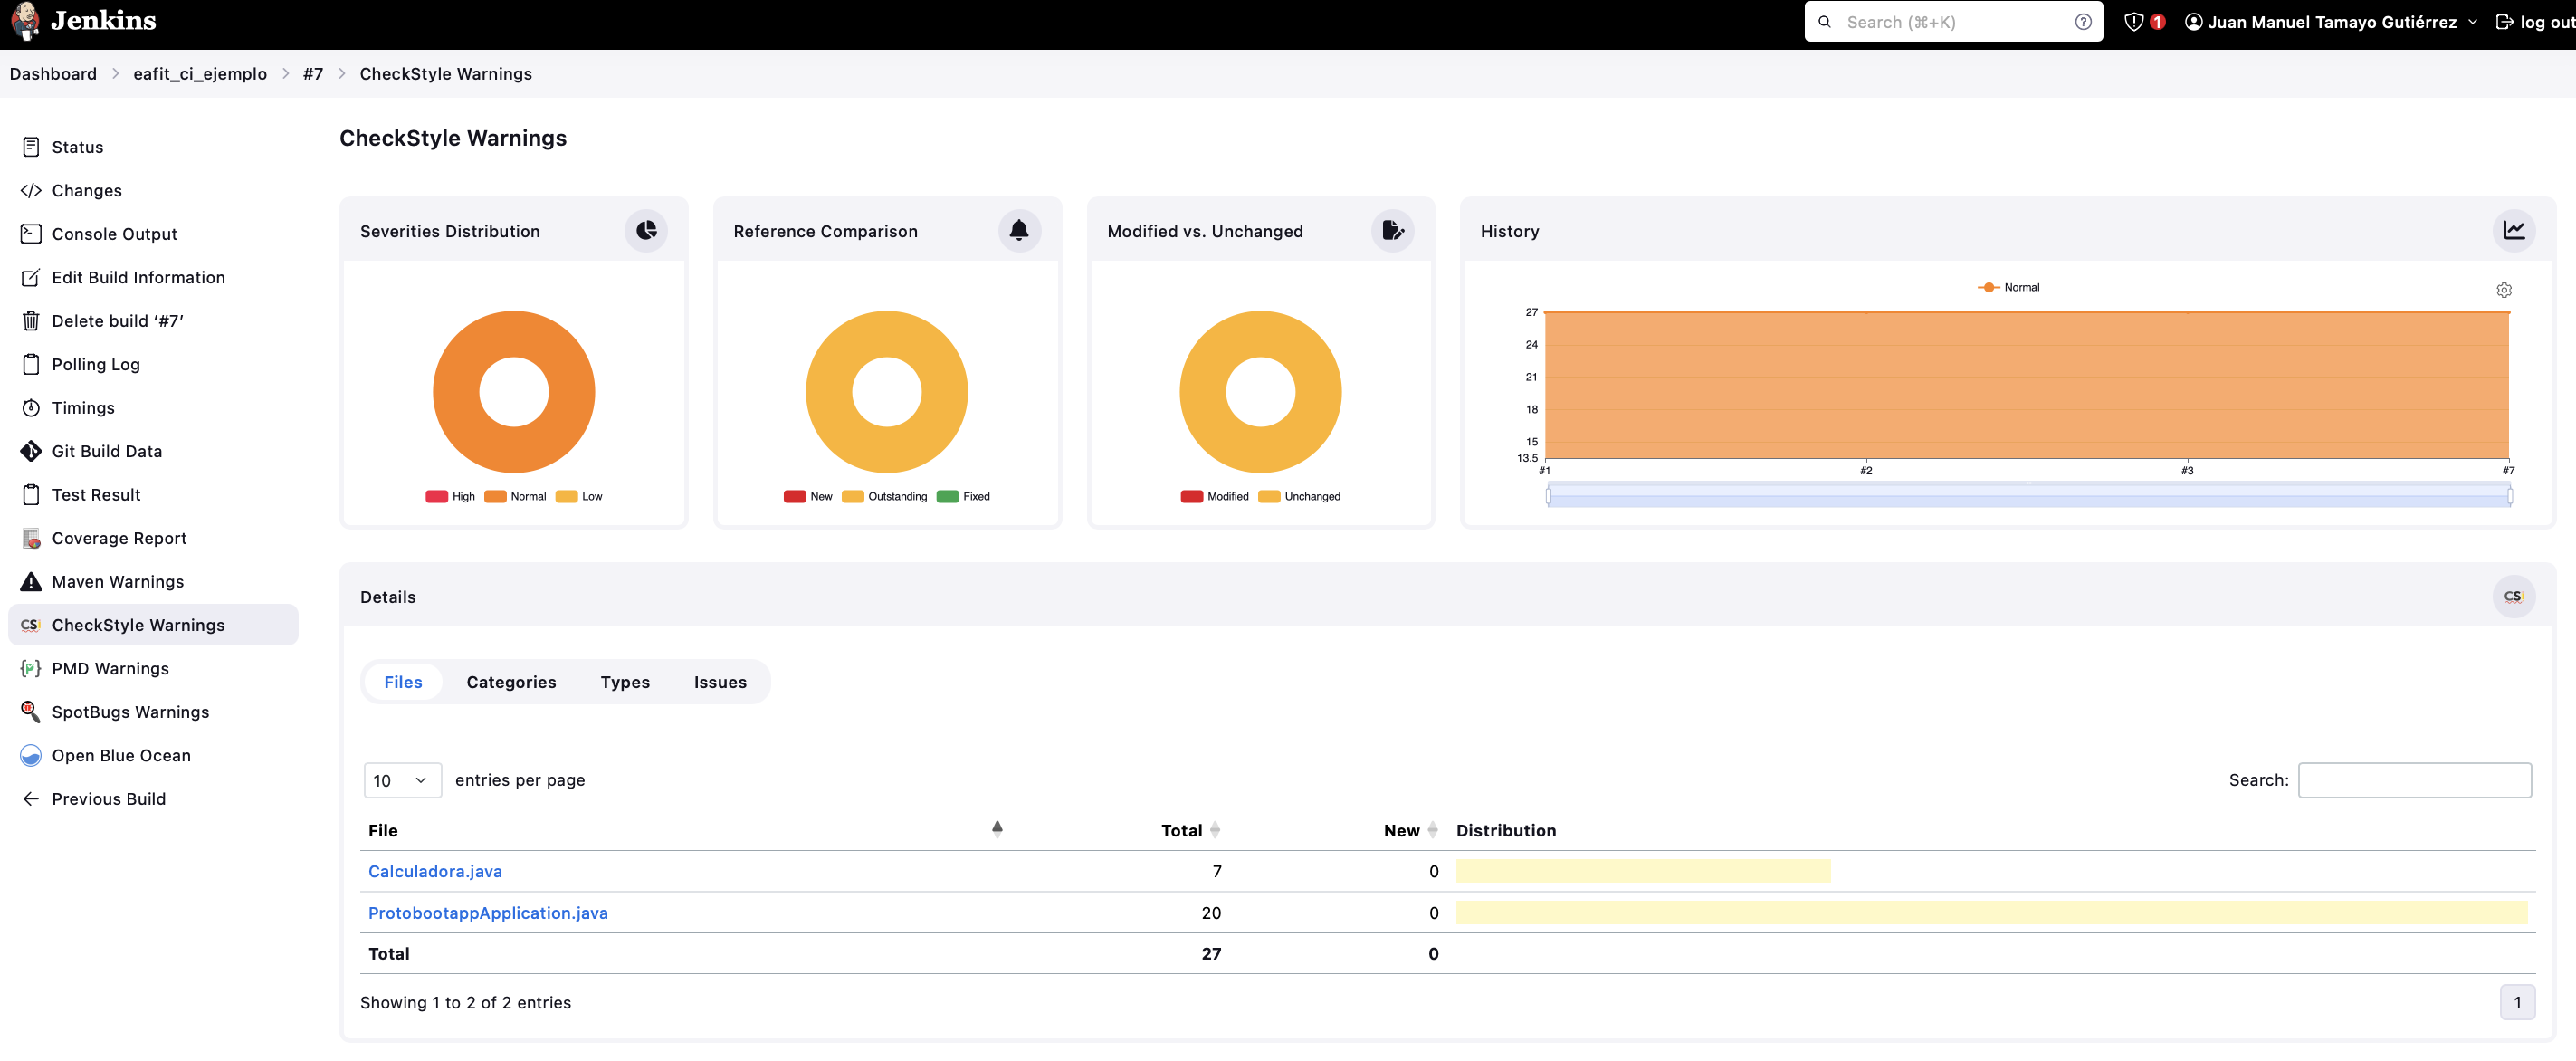 Jenkins
Search (⌘+K)
1
Juan Manuel Tamayo Gutiérrez
log out
Dashboard > eafit_ci_ejemplo > #7 > CheckStyle Warnings
Status
Changes
Console Output
Edit Build Information
Delete build ‘#7’
Polling Log
Timings
Git Build Data
Test Result
Coverage Report
Maven Warnings
CheckStyle Warnings
PMD Warnings
SpotBugs Warnings
Open Blue Ocean
Previous Build
CheckStyle Warnings
Severities Distribution
High Normal Low
Reference Comparison
New Outstanding Fixed
Modified vs. Unchanged
Modified Unchanged
History
Normal
27
24
21
18
15
13.5
#1 #2 #3 #7
Details
Files Categories Types Issues
10 entries per page
Search:
File Total New Distribution
Calculadora.java 7 0
ProtobootappApplication.java 20 0
Total 27 0
Showing 1 to 2 of 2 entries
1